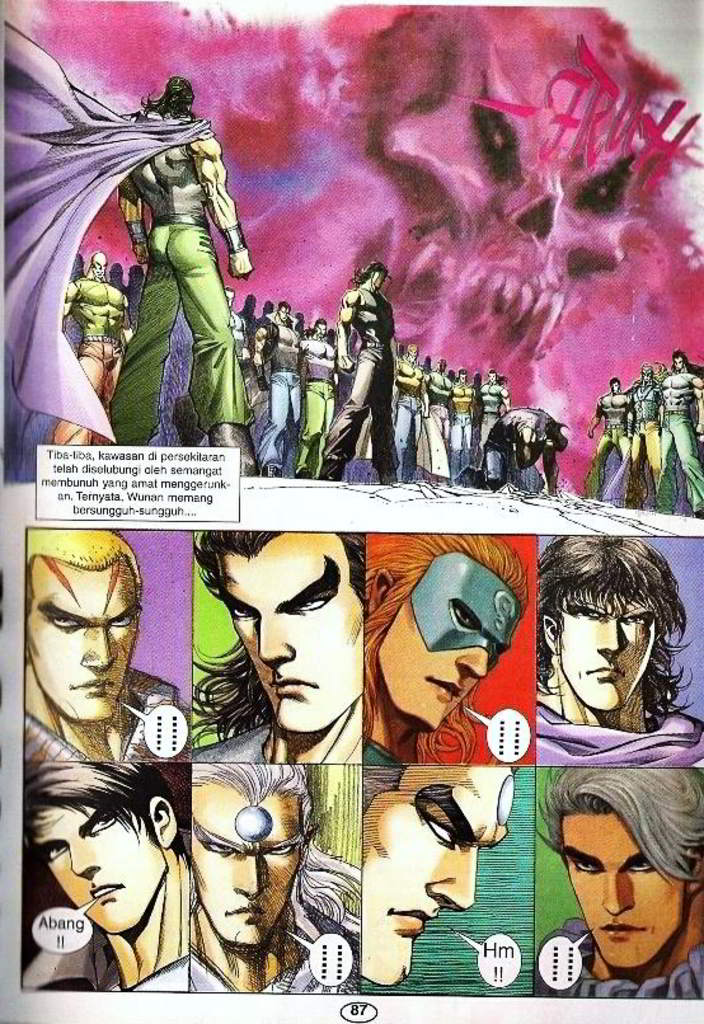 Tiba-tiba, kawasan di persekitaran
telah diselubungi oleh semangat
membunuh yang amat menggerunk-
an. Ternyata, Wunan memang
bersungguh-sungguh....
!!!!
!!!!
Abang
!!
!!!!
Hm
!!
!!!!
87